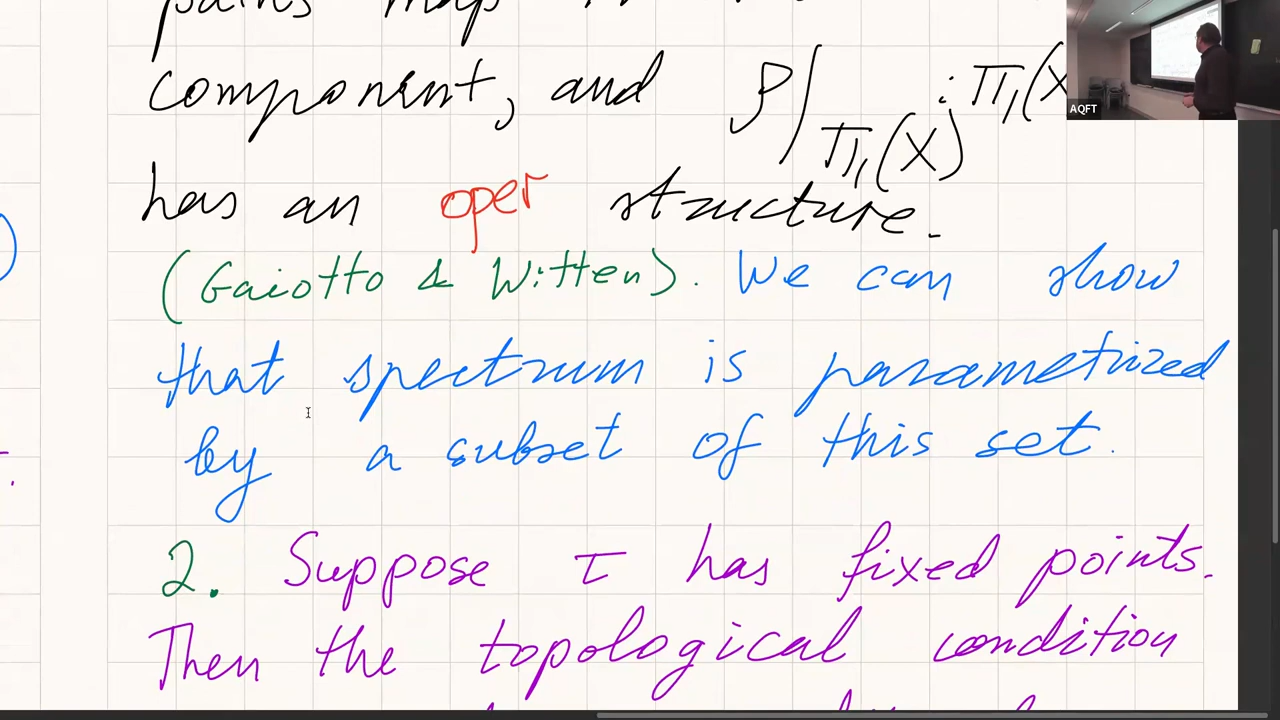 component, and ρ|π₁(X) : π₁(X
has an oper structure.
(Gaiotto & Witten). We can show
that spectrum is parametrized
by a subset of this set.
2. Suppose τ has fixed points.
Then the topological condition
AQFT